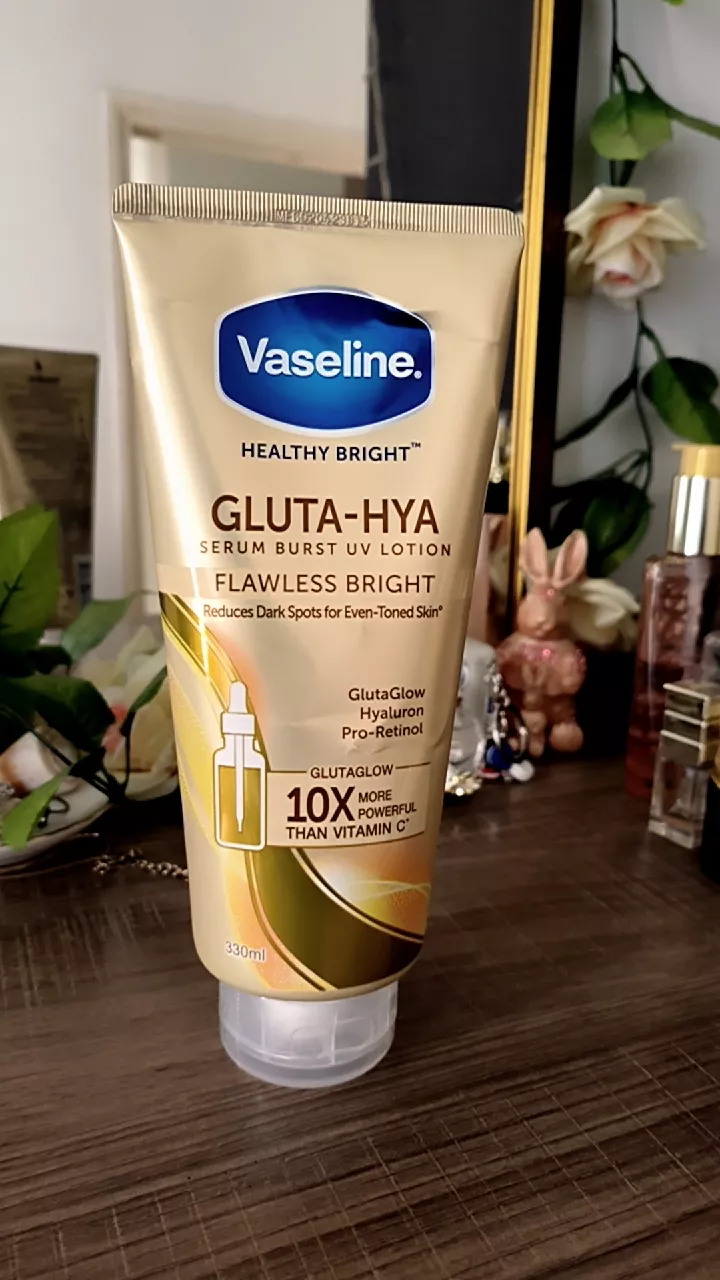 Vaseline.
HEALTHY BRIGHT™
GLUTA-HYA
SERUM BURST UV LOTION
FLAWLESS BRIGHT
Reduces Dark Spots for Even-Toned Skin*
GlutaGlow
Hyaluron
Pro-Retinol
GLUTAGLOW
10X MORE
POWERFUL
THAN VITAMIN C*
330ml